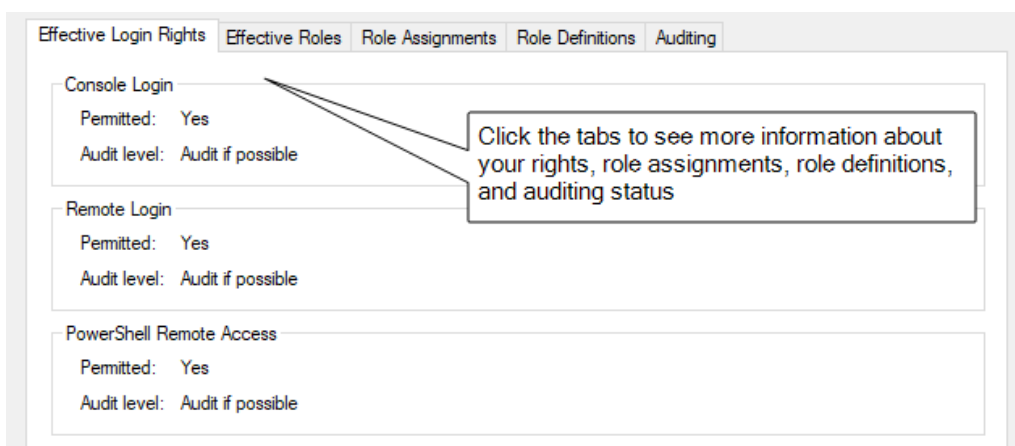 Effective Login Rights Effective Roles Role Assignments Role Definitions Auditing
Console Login
Permitted: Yes
Audit level: Audit if possible
Click the tabs to see more information about
your rights, role assignments, role definitions,
and auditing status
Remote Login
Permitted: Yes
Audit level: Audit if possible
PowerShell Remote Access
Permitted: Yes
Audit level: Audit if possible